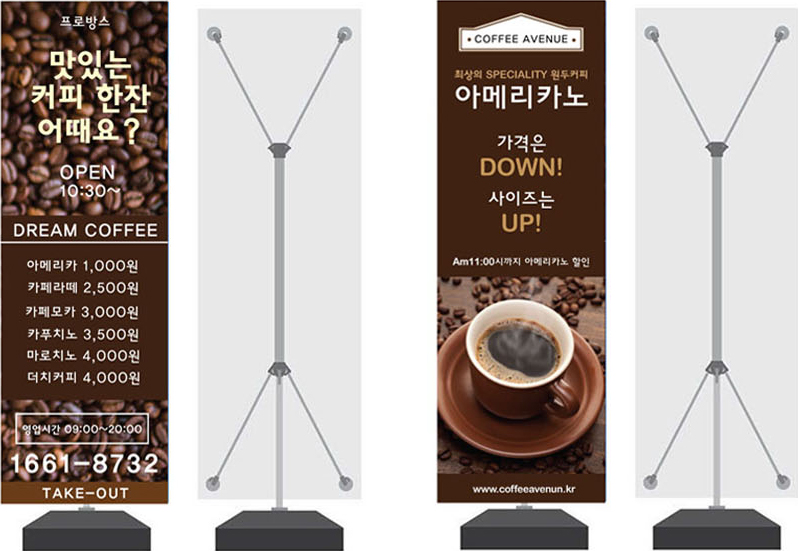 프로방스
맛있는
커피 한잔
어때요?
OPEN
10:30~
DREAM COFFEE
아메리카 1,000원
카페라떼 2,500원
카페모카 3,000원
카푸치노 3,500원
마로치노 4,000원
더치커피 4,000원
영업시간 09:00~20:00
1661-8732
TAKE-OUT
• COFFEE AVENUE •
최상의 SPECIALITY 원두커피
아메리카노
가격은
DOWN!
사이즈는
UP!
Am11:00시까지 아메리카노 할인
www.coffeeavenun.kr